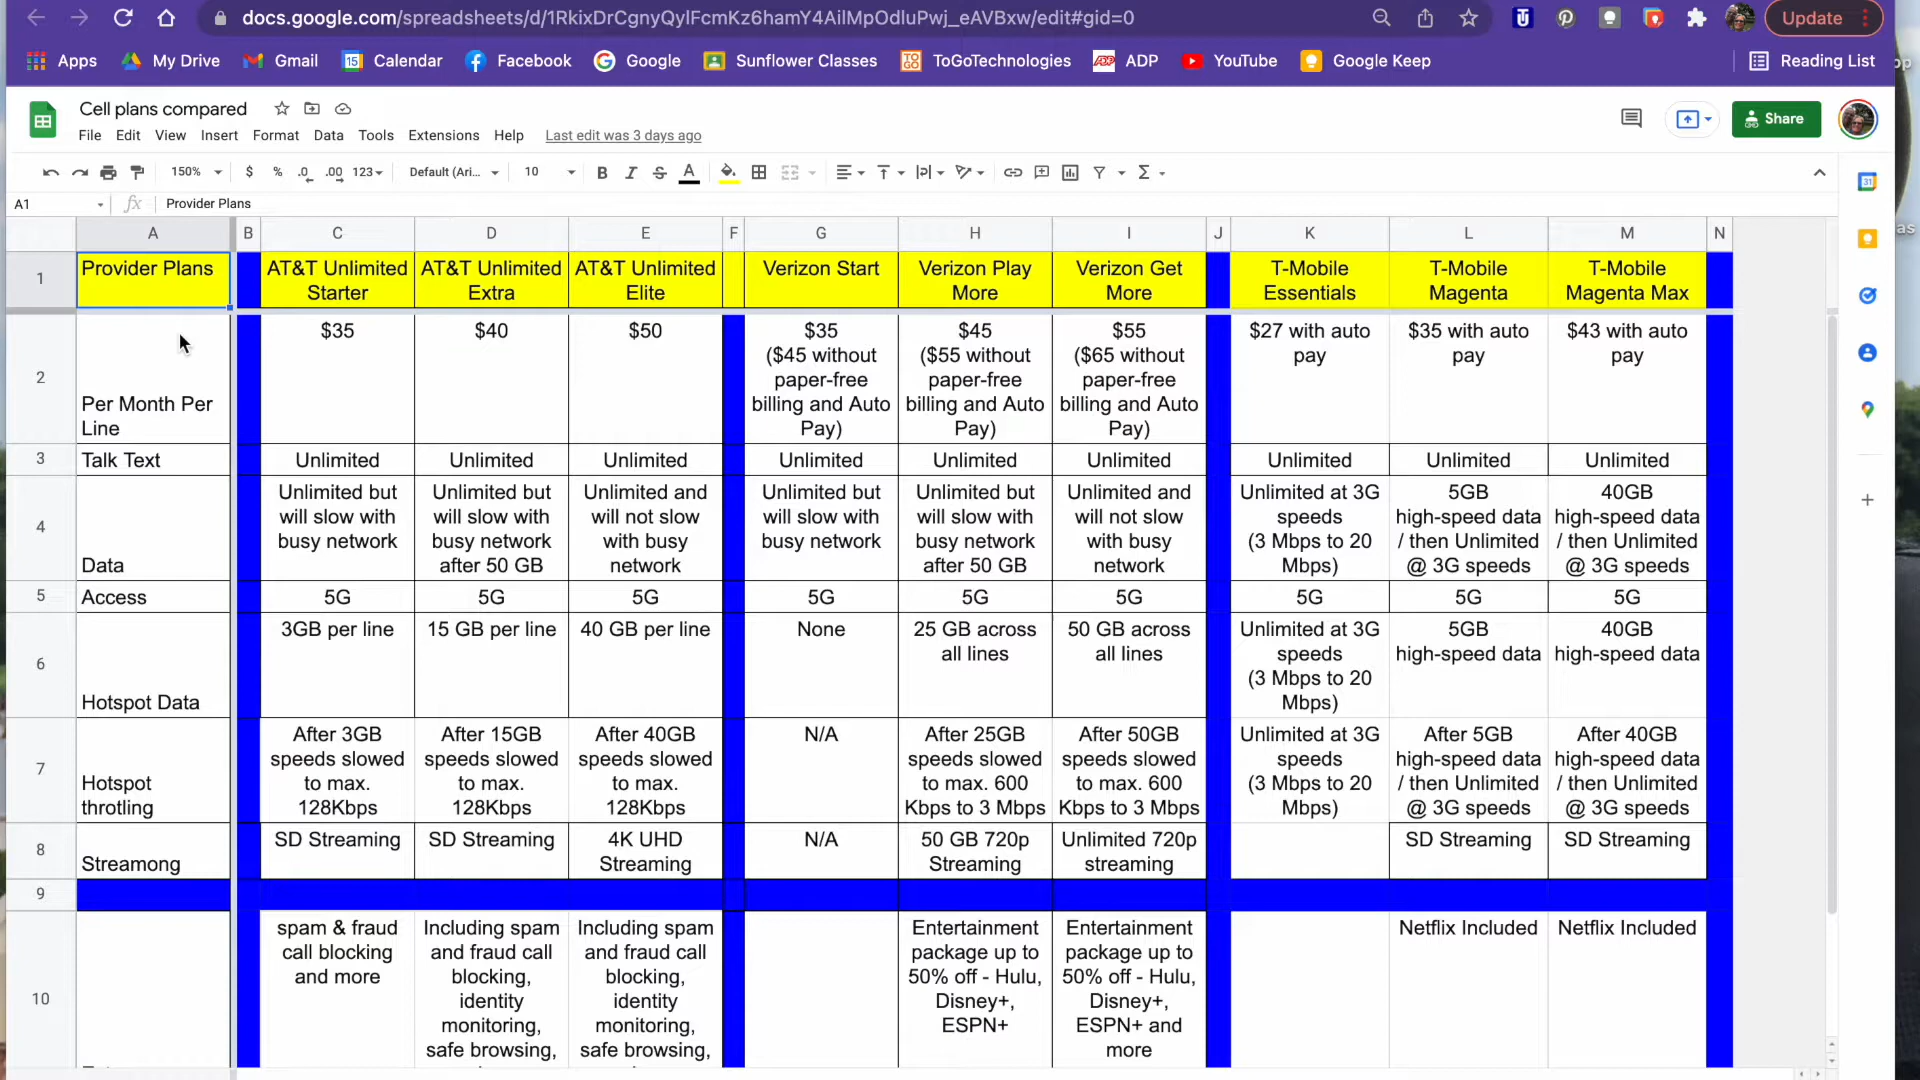 docs.google.com/spreadsheets/d/1RkixDrCgnyQylFcmKz6hamY4AilMpOdluPwj_eAVBxw/edit#gid=0
Update
Apps My Drive Gmail Calendar Facebook Google Sunflower Classes ToGoTechnologies ADP YouTube Google Keep Reading List
Cell plans compared
File Edit View Insert Format Data Tools Extensions Help Last edit was 3 days ago
Share
150% $ % .0 .00 123 Default (Ari... 10 B I S A
A1 fx Provider Plans
A B C D E F G H I J K L M N
1
Provider Plans
AT&T Unlimited
Starter
AT&T Unlimited
Extra
AT&T Unlimited
Elite
Verizon Start
Verizon Play
More
Verizon Get
More
T-Mobile
Essentials
T-Mobile
Magenta
T-Mobile
Magenta Max
2
Per Month Per
Line
$35
$40
$50
$35
($45 without
paper-free
billing and Auto
Pay)
$45
($55 without
paper-free
billing and Auto
Pay)
$55
($65 without
paper-free
billing and Auto
Pay)
$27 with auto
pay
$35 with auto
pay
$43 with auto
pay
3
Talk Text
Unlimited
Unlimited
Unlimited
Unlimited
Unlimited
Unlimited
Unlimited
Unlimited
Unlimited
4
Data
Unlimited but
will slow with
busy network
Unlimited but
will slow with
busy network
after 50 GB
Unlimited and
will not slow
with busy
network
Unlimited but
will slow with
busy network
Unlimited but
will slow with
busy network
after 50 GB
Unlimited and
will not slow
with busy
network
Unlimited at 3G
speeds
(3 Mbps to 20
Mbps)
5GB
high-speed data
/ then Unlimited
@ 3G speeds
40GB
high-speed data
/ then Unlimited
@ 3G speeds
5
Access
5G
5G
5G
5G
5G
5G
5G
5G
5G
6
Hotspot Data
3GB per line
15 GB per line
40 GB per line
None
25 GB across
all lines
50 GB across
all lines
Unlimited at 3G
speeds
(3 Mbps to 20
Mbps)
5GB
high-speed data
40GB
high-speed data
7
Hotspot
throtling
After 3GB
speeds slowed
to max.
128Kbps
After 15GB
speeds slowed
to max.
128Kbps
After 40GB
speeds slowed
to max.
128Kbps
N/A
After 25GB
speeds slowed
to max. 600
Kbps to 3 Mbps
After 50GB
speeds slowed
to max. 600
Kbps to 3 Mbps
Unlimited at 3G
speeds
(3 Mbps to 20
Mbps)
After 5GB
high-speed data
/ then Unlimited
@ 3G speeds
After 40GB
high-speed data
/ then Unlimited
@ 3G speeds
8
Streamong
SD Streaming
SD Streaming
4K UHD
Streaming
N/A
50 GB 720p
Streaming
Unlimited 720p
streaming
SD Streaming
SD Streaming
9
10
spam & fraud
call blocking
and more
Including spam
and fraud call
blocking,
identity
monitoring,
safe browsing,
Including spam
and fraud call
blocking,
identity
monitoring,
safe browsing,
Entertainment
package up to
50% off - Hulu,
Disney+,
ESPN+
Entertainment
package up to
50% off - Hulu,
Disney+,
ESPN+ and
more
Netflix Included
Netflix Included